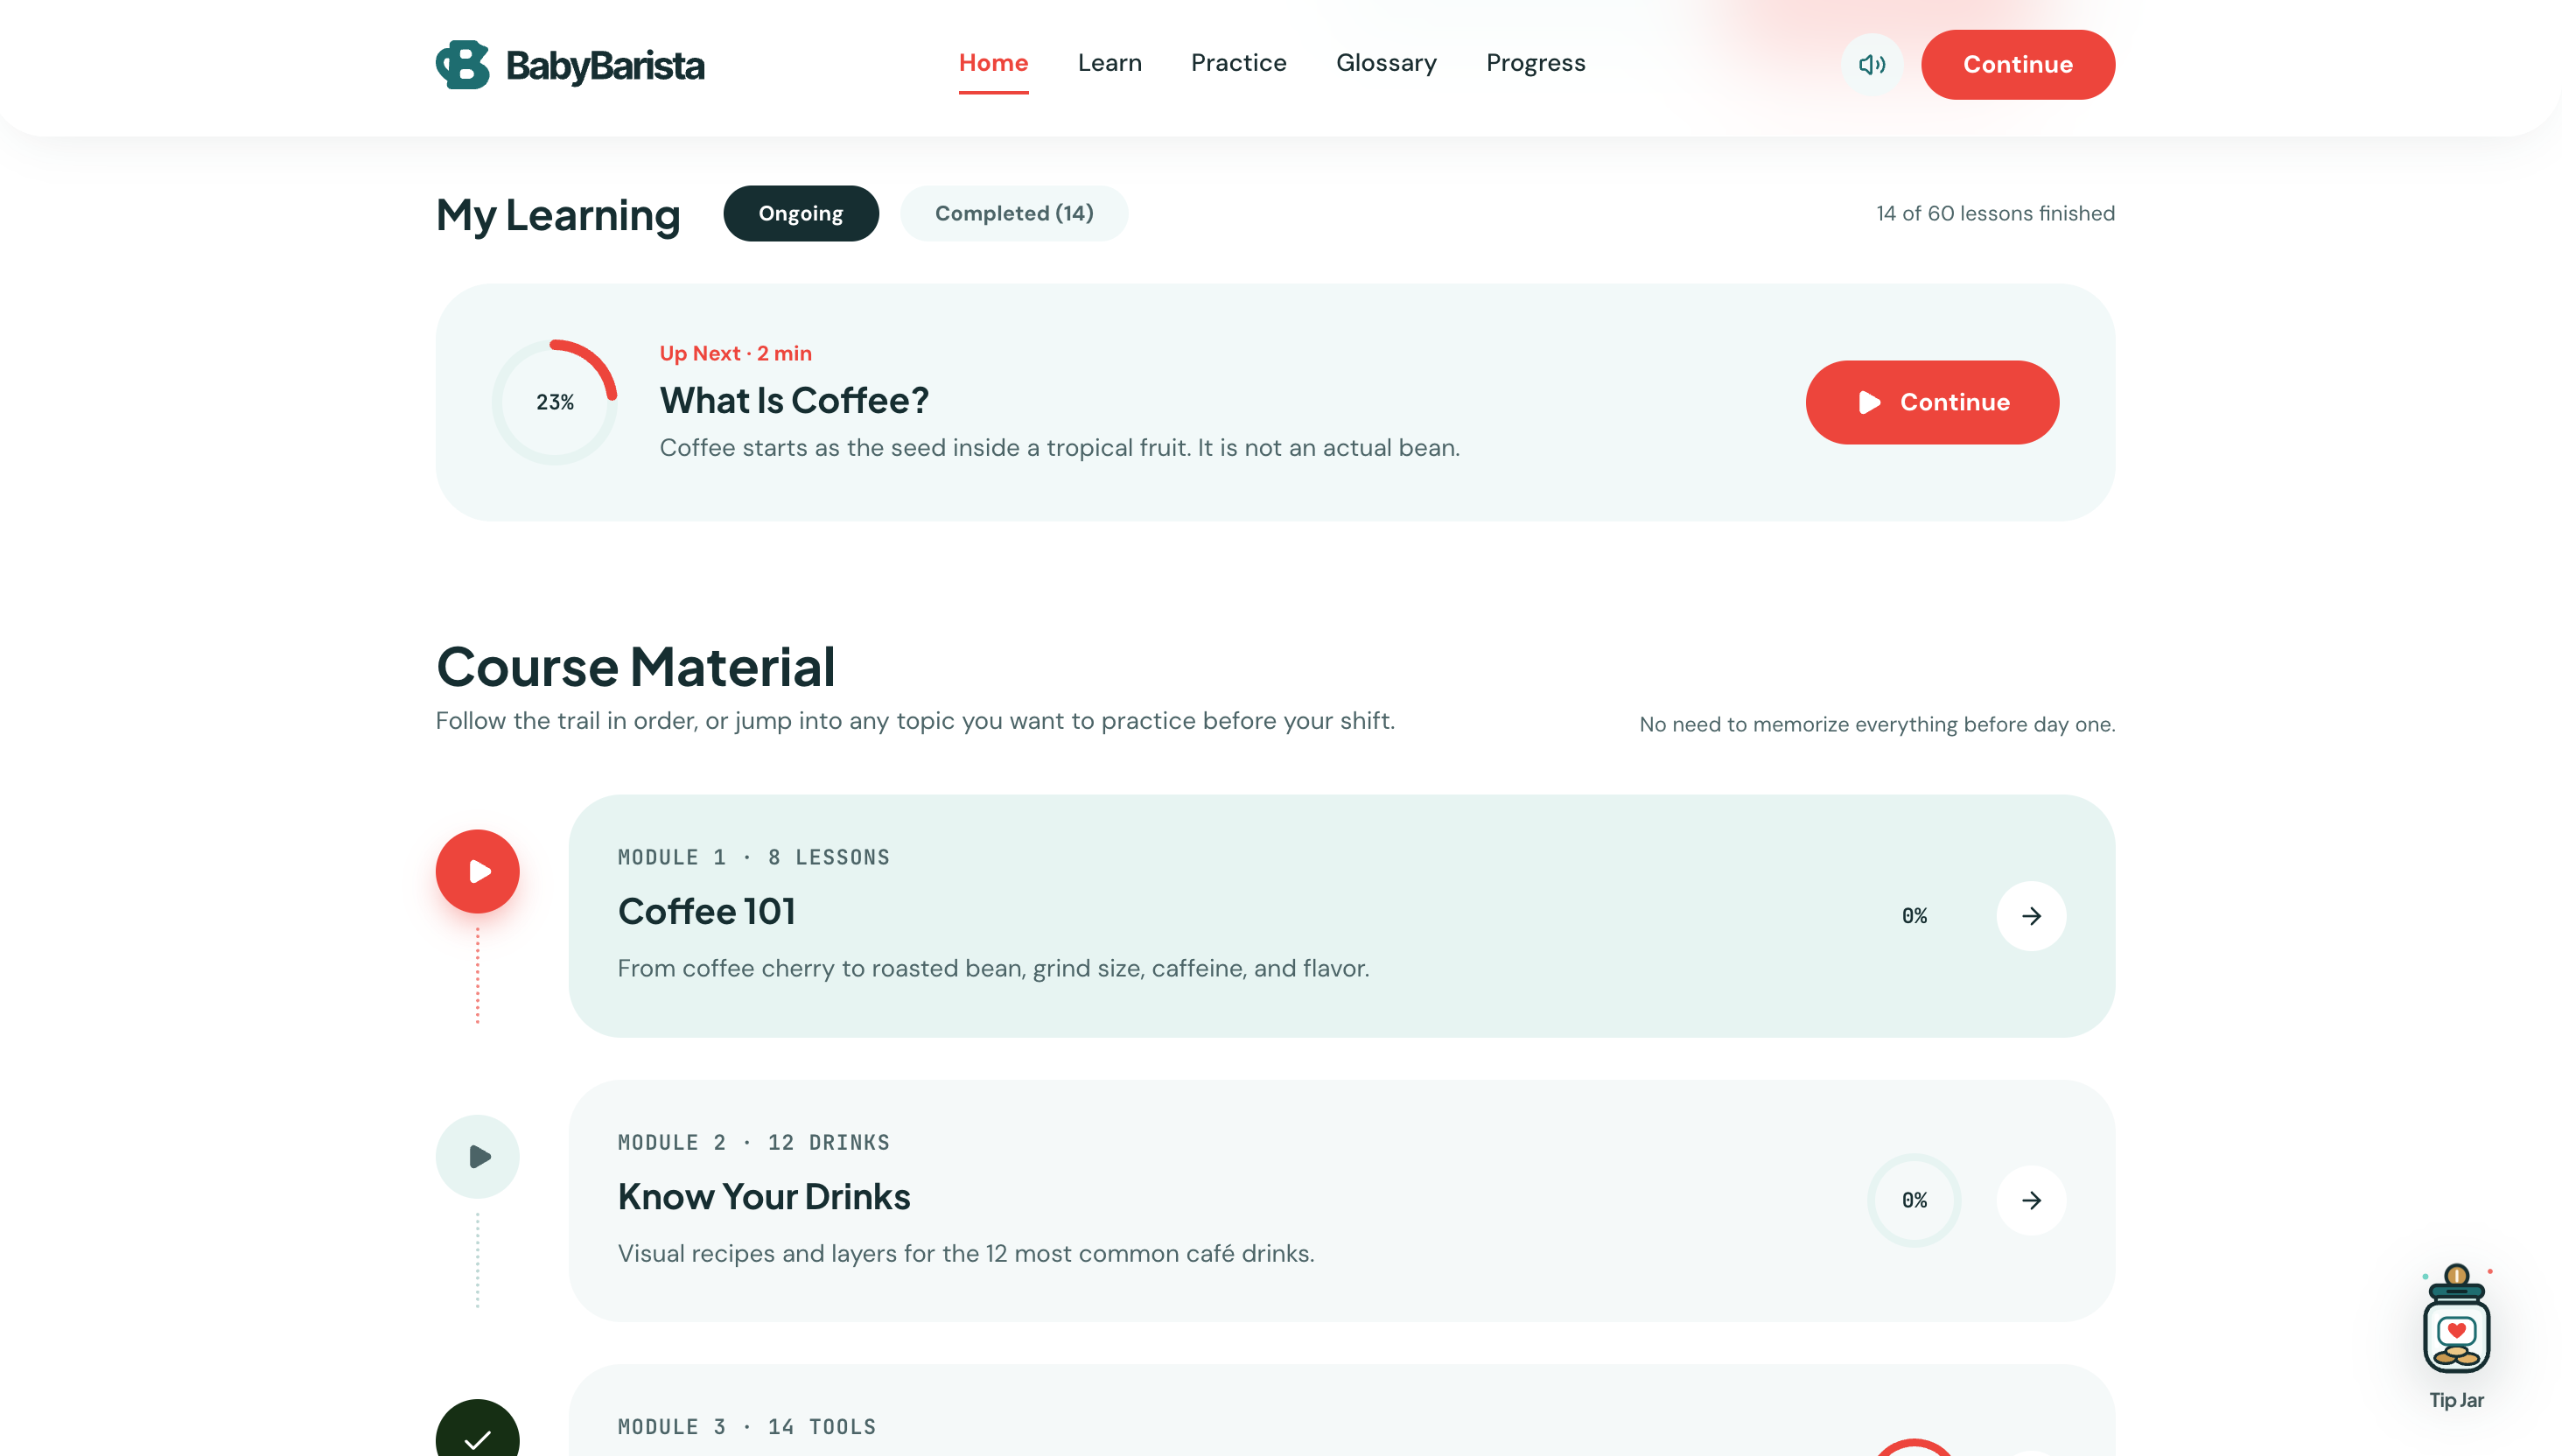 BabyBarista
Home
Learn
Practice
Glossary
Progress
Continue
My Learning
Ongoing
Completed (14)
14 of 60 lessons finished
23%
Up Next · 2 min
What Is Coffee?
Coffee starts as the seed inside a tropical fruit. It is not an actual bean.
Continue
Course Material
Follow the trail in order, or jump into any topic you want to practice before your shift.
No need to memorize everything before day one.
MODULE 1 · 8 LESSONS
Coffee 101
From coffee cherry to roasted bean, grind size, caffeine, and flavor.
0%
MODULE 2 · 12 DRINKS
Know Your Drinks
Visual recipes and layers for the 12 most common café drinks.
0%
MODULE 3 · 14 TOOLS
Tip Jar